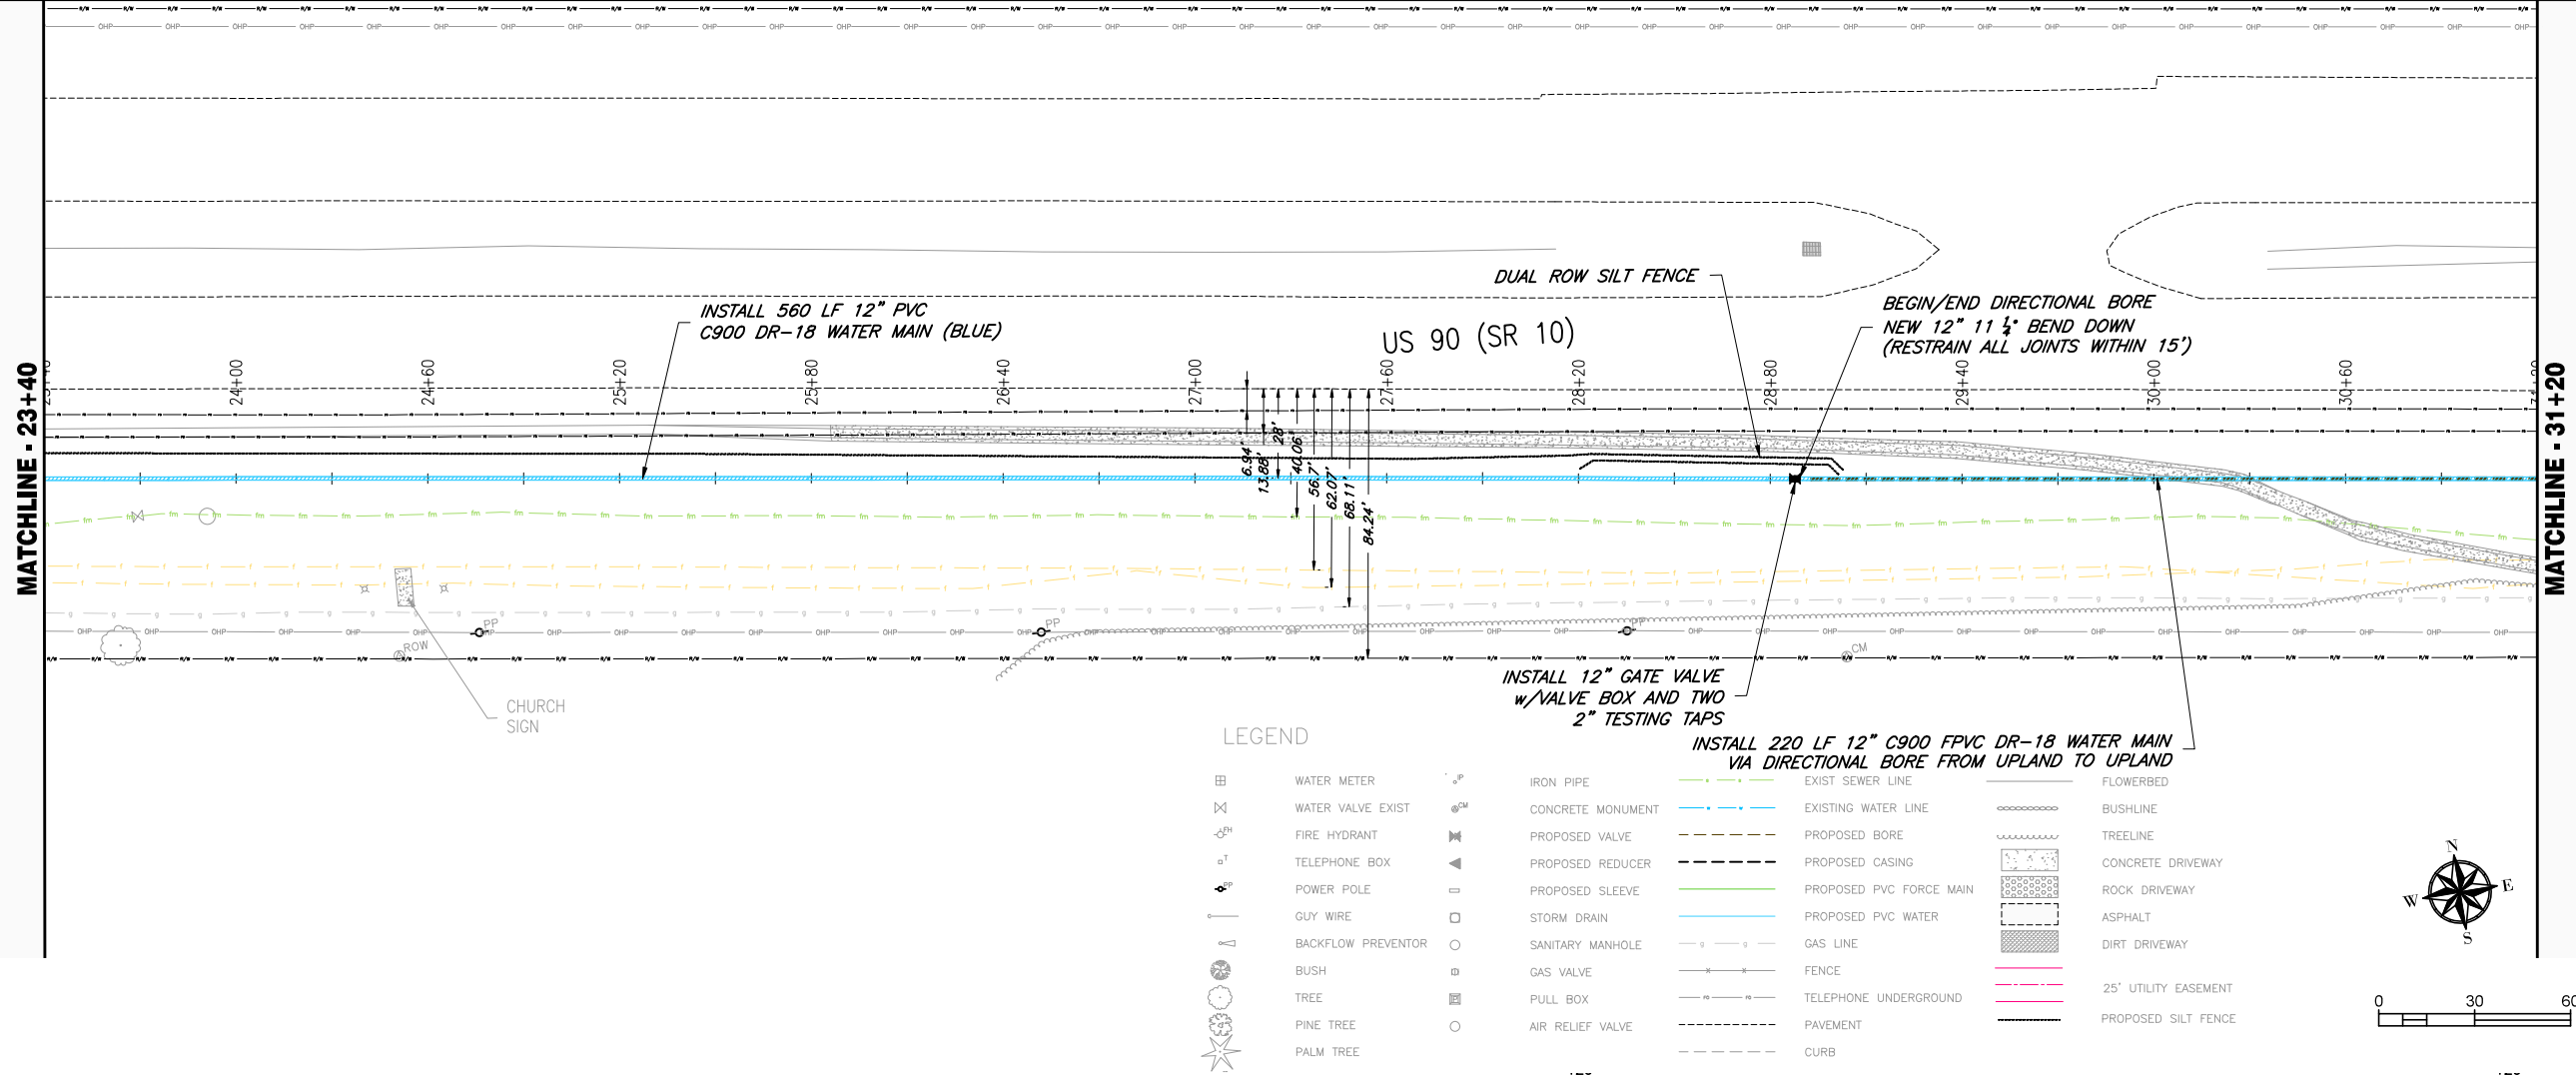 MATCHLINE - 23+40
MATCHLINE - 31+20
INSTALL 560 LF 12" PVC
C900 DR-18 WATER MAIN (BLUE)
US 90 (SR 10)
DUAL ROW SILT FENCE
BEGIN/END DIRECTIONAL BORE
NEW 12" 11 1/4° BEND DOWN
(RESTRAIN ALL JOINTS WITHIN 15')
24+00
24+60
25+20
25+80
26+40
27+00
27+60
28+20
28+80
29+40
30+00
30+60
6.94'
13.88'
28'
40.06'
56.7'
62.07'
68.11'
84.24'
PP
PP
PP
ROW
CM
CHURCH
SIGN
INSTALL 12" GATE VALVE
w/VALVE BOX AND TWO
2" TESTING TAPS
INSTALL 220 LF 12" C900 FPVC DR-18 WATER MAIN
VIA DIRECTIONAL BORE FROM UPLAND TO UPLAND
LEGEND
WATER METER
WATER VALVE EXIST
FH
FIRE HYDRANT
T
TELEPHONE BOX
PP
POWER POLE
GUY WIRE
BACKFLOW PREVENTOR
BUSH
TREE
PINE TREE
PALM TREE
IP
IRON PIPE
CM
CONCRETE MONUMENT
PROPOSED VALVE
PROPOSED REDUCER
PROPOSED SLEEVE
STORM DRAIN
SANITARY MANHOLE
GAS VALVE
PULL BOX
AIR RELIEF VALVE
EXIST SEWER LINE
EXISTING WATER LINE
PROPOSED BORE
PROPOSED CASING
PROPOSED PVC FORCE MAIN
PROPOSED PVC WATER
GAS LINE
FENCE
TELEPHONE UNDERGROUND
PAVEMENT
CURB
FLOWERBED
BUSHLINE
TREELINE
CONCRETE DRIVEWAY
ROCK DRIVEWAY
ASPHALT
DIRT DRIVEWAY
25' UTILITY EASEMENT
PROPOSED SILT FENCE
N
W
E
S
0 30 60